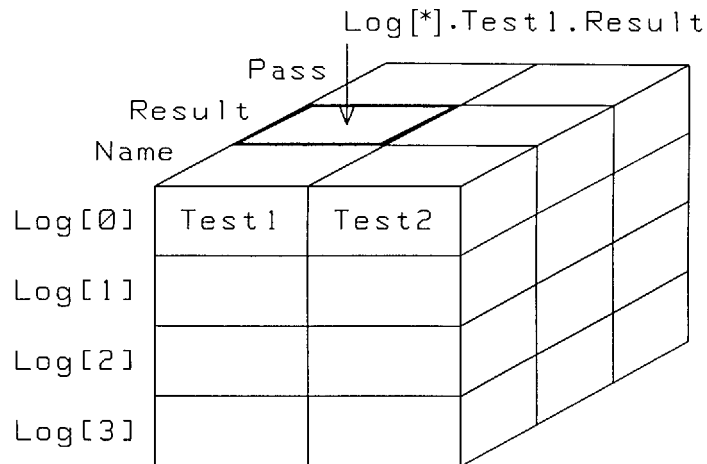 Log[*].Test1.Result
Pass
Result
Name
Log[0] Test1 Test2
Log[1]
Log[2]
Log[3]